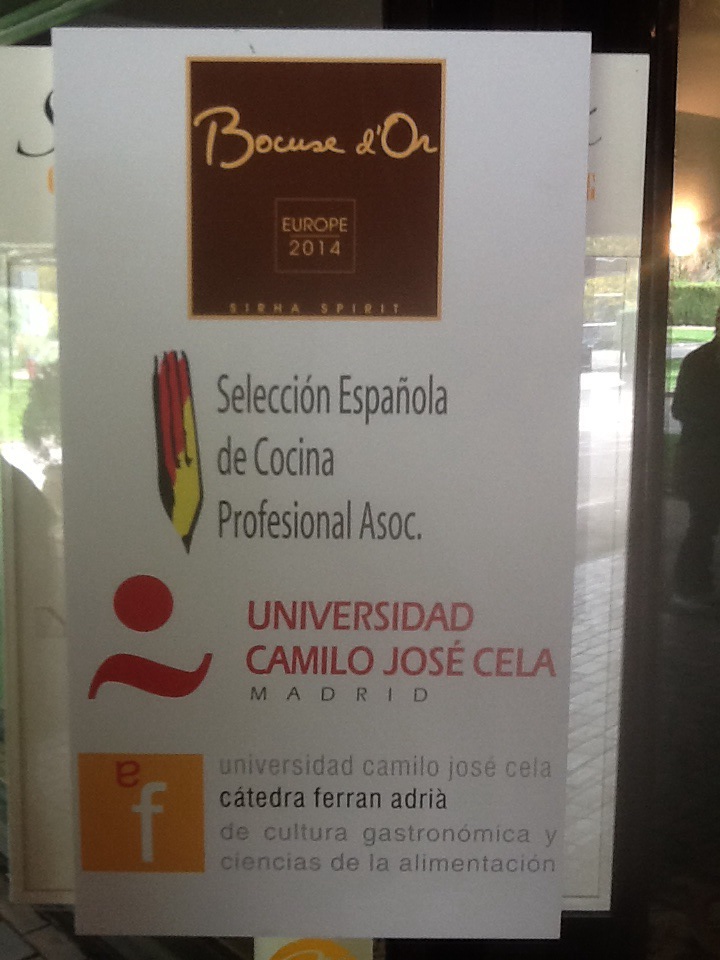 Bocuse d'Or
EUROPE
2014
SIRHA SPIRIT
Selección Española
de Cocina
Profesional Asoc.
UNIVERSIDAD
CAMILO JOSÉ CELA
MADRID
a
f
universidad camilo josé cela
cátedra ferran adrià
de cultura gastronómica y
ciencias de la alimentación